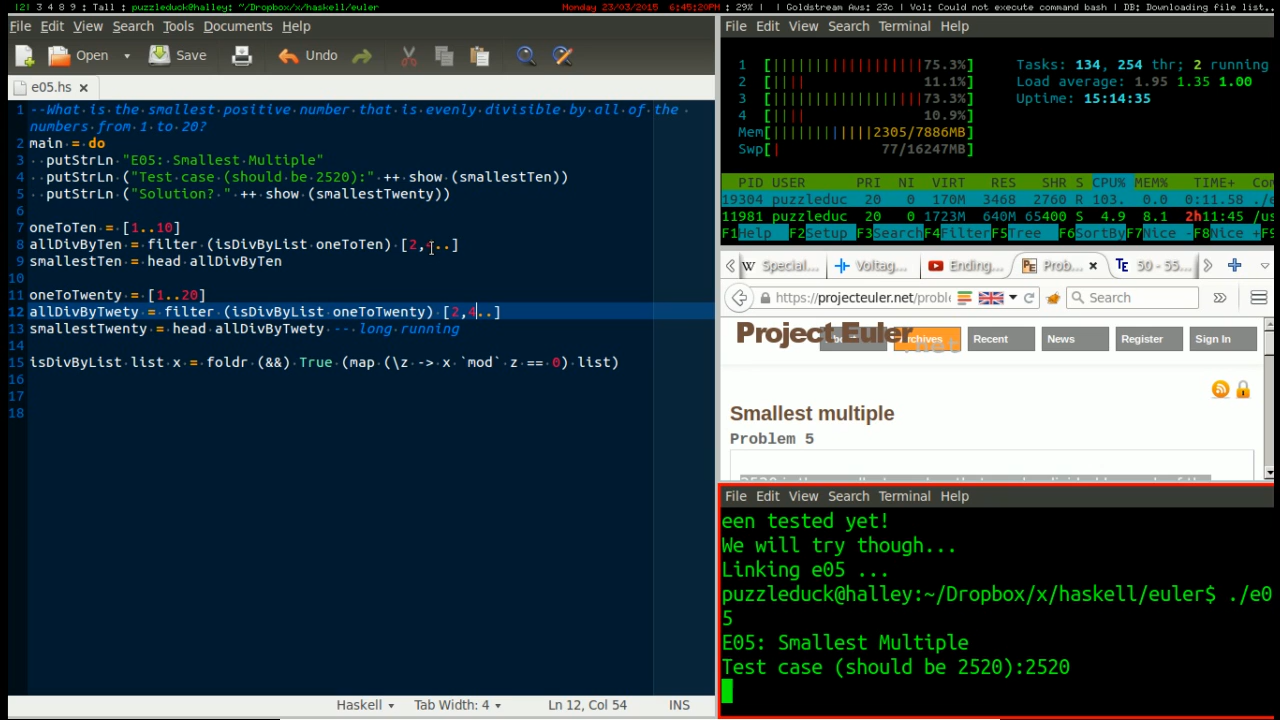 [2] 3 4 8 9 : Tall : puzzleduck@halley: ~/Dropbox/x/haskell/euler
Monday 23/03/2015 6:45:20PM
: 29% | | Goldstream Aws: 23c | Vol: Could not execute command bash | DB: Downloading file list...
File Edit View Search Tools Documents Help
Open Save Undo
e05.hs
1 --What is the smallest positive number that is evenly divisible by all of the
numbers from 1 to 20?
2 main = do
3 putStrLn "E05: Smallest Multiple"
4 putStrLn ("Test case (should be 2520):" ++ show (smallestTen))
5 putStrLn ("Solution? " ++ show (smallestTwenty))
6
7 oneToTen = [1..10]
8 allDivByTen = filter (isDivByList oneToTen) [2,4..]
9 smallestTen = head allDivByTen
10
11 oneToTwenty = [1..20]
12 allDivByTwety = filter (isDivByList oneToTwenty) [2,4..]
13 smallestTwenty = head allDivByTwety -- long running
14
15 isDivByList list x = foldr (&&) True (map (\z -> x `mod` z == 0) list)
16
17
18
Haskell Tab Width: 4 Ln 12, Col 54 INS
File Edit View Search Terminal Help
1 [75.3%]
2 [11.1%]
3 [73.3%]
4 [10.9%]
Mem[2305/7886MB]
Swp[77/16247MB]
Tasks: 134, 254 thr; 2 running
Load average: 1.95 1.35 1.00
Uptime: 15:14:35
PID USER PRI NI VIRT RES SHR S CPU% MEM% TIME+ Com
19304 puzzleduc 20 0 170M 3468 2760 R 103. 0.0 0:11.58 ./e
11981 puzzleduc 20 0 1723M 640M 65400 S 4.9 8.1 2h11:45 /us
F1Help F2Setup F3Search F4Filter F5Tree F6SortBy F7Nice - F8Nice + F9
Special... Voltag... Ending... Prob... 50 - 55...
https://projecteuler.net/proble Search
Project Euler .net
About Archives Recent News Register Sign In
Smallest multiple
Problem 5
File Edit View Search Terminal Help
een tested yet!
We will try though...
Linking e05 ...
puzzleduck@halley:~/Dropbox/x/haskell/euler$ ./e0
5
E05: Smallest Multiple
Test case (should be 2520):2520